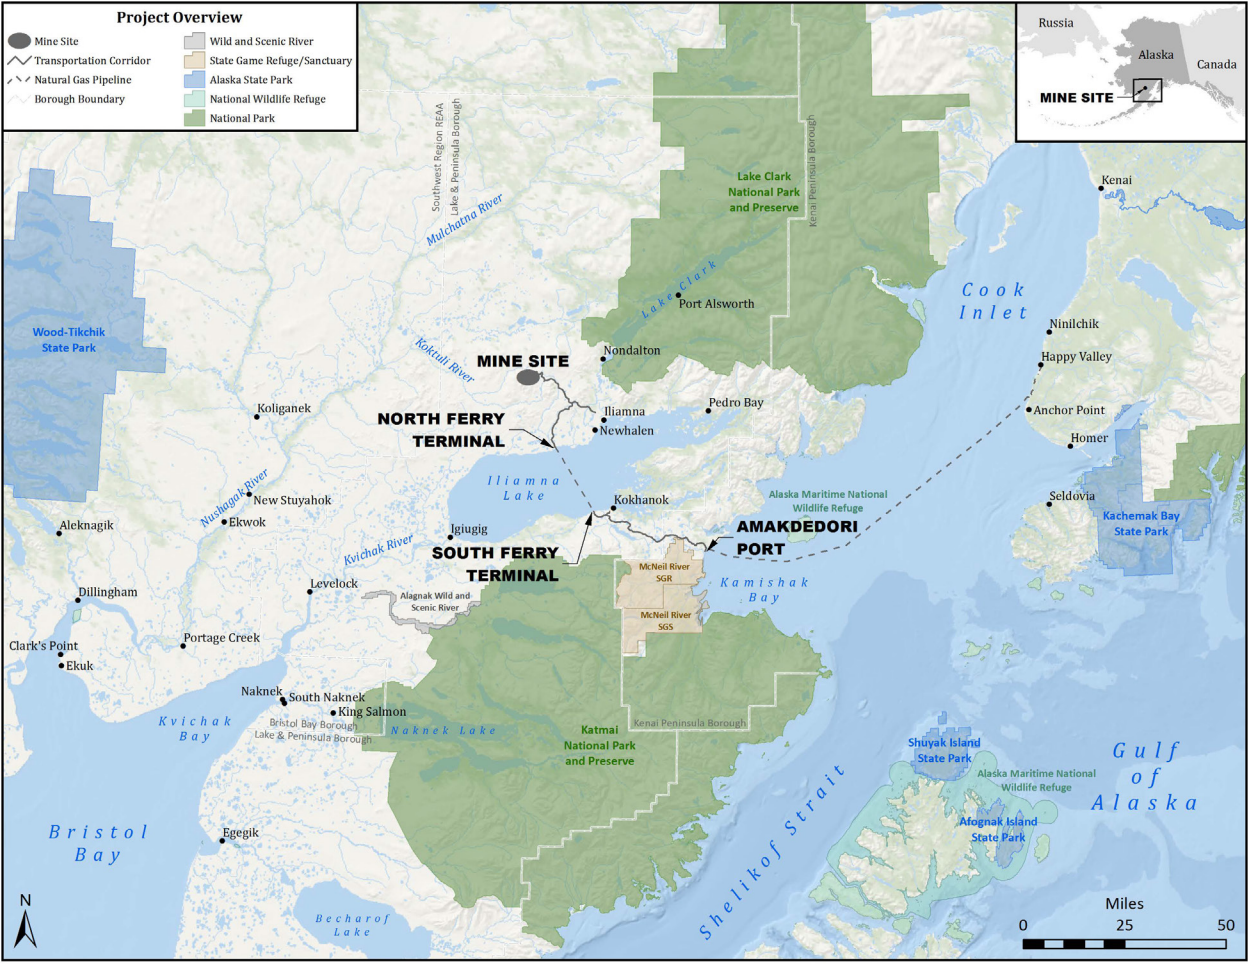 Project Overview
Mine Site
Transportation Corridor
Natural Gas Pipeline
Borough Boundary
Wild and Scenic River
State Game Refuge/Sanctuary
Alaska State Park
National Wildlife Refuge
National Park
Russia
Alaska
Canada
MINE SITE
Southwest Region REAA
Lake & Peninsula Borough
Mulchatna River
Lake Clark
National Park
and Preserve
Kenai Peninsula Borough
Kenai
Cook
Inlet
Lake Clark
Port Alsworth
Ninilchik
Happy Valley
Wood-Tikchik
State Park
Koktuli River
Nondalton
MINE SITE
Koliganek
NORTH FERRY
TERMINAL
Iliamna
Newhalen
Pedro Bay
Anchor Point
Homer
Iliamna
Lake
Nushagak River
New Stuyahok
Ekwok
Kokhanok
Alaska Maritime National
Wildlife Refuge
Seldovia
Kachemak Bay
State Park
Aleknagik
Igiugig
Kvichak River
SOUTH FERRY
TERMINAL
AMAKDEDORI
PORT
McNeil River
SGR
McNeil River
SGS
Kamishak
Bay
Dillingham
Levelock
Alagnak Wild and
Scenic River
Clark's Point
Ekuk
Portage Creek
Naknek
South Naknek
King Salmon
Bristol Bay Borough
Lake & Peninsula Borough
Kvichak
Bay
Naknek Lake
Katmai
National Park
and Preserve
Kenai Peninsula Borough
Shuyak Island
State Park
Alaska Maritime National
Wildlife Refuge
Afognak Island
State Park
Gulf
of
Alaska
Shelikof Strait
Bristol
Bay
Egegik
Becharof
Lake
N
Miles
0 25 50